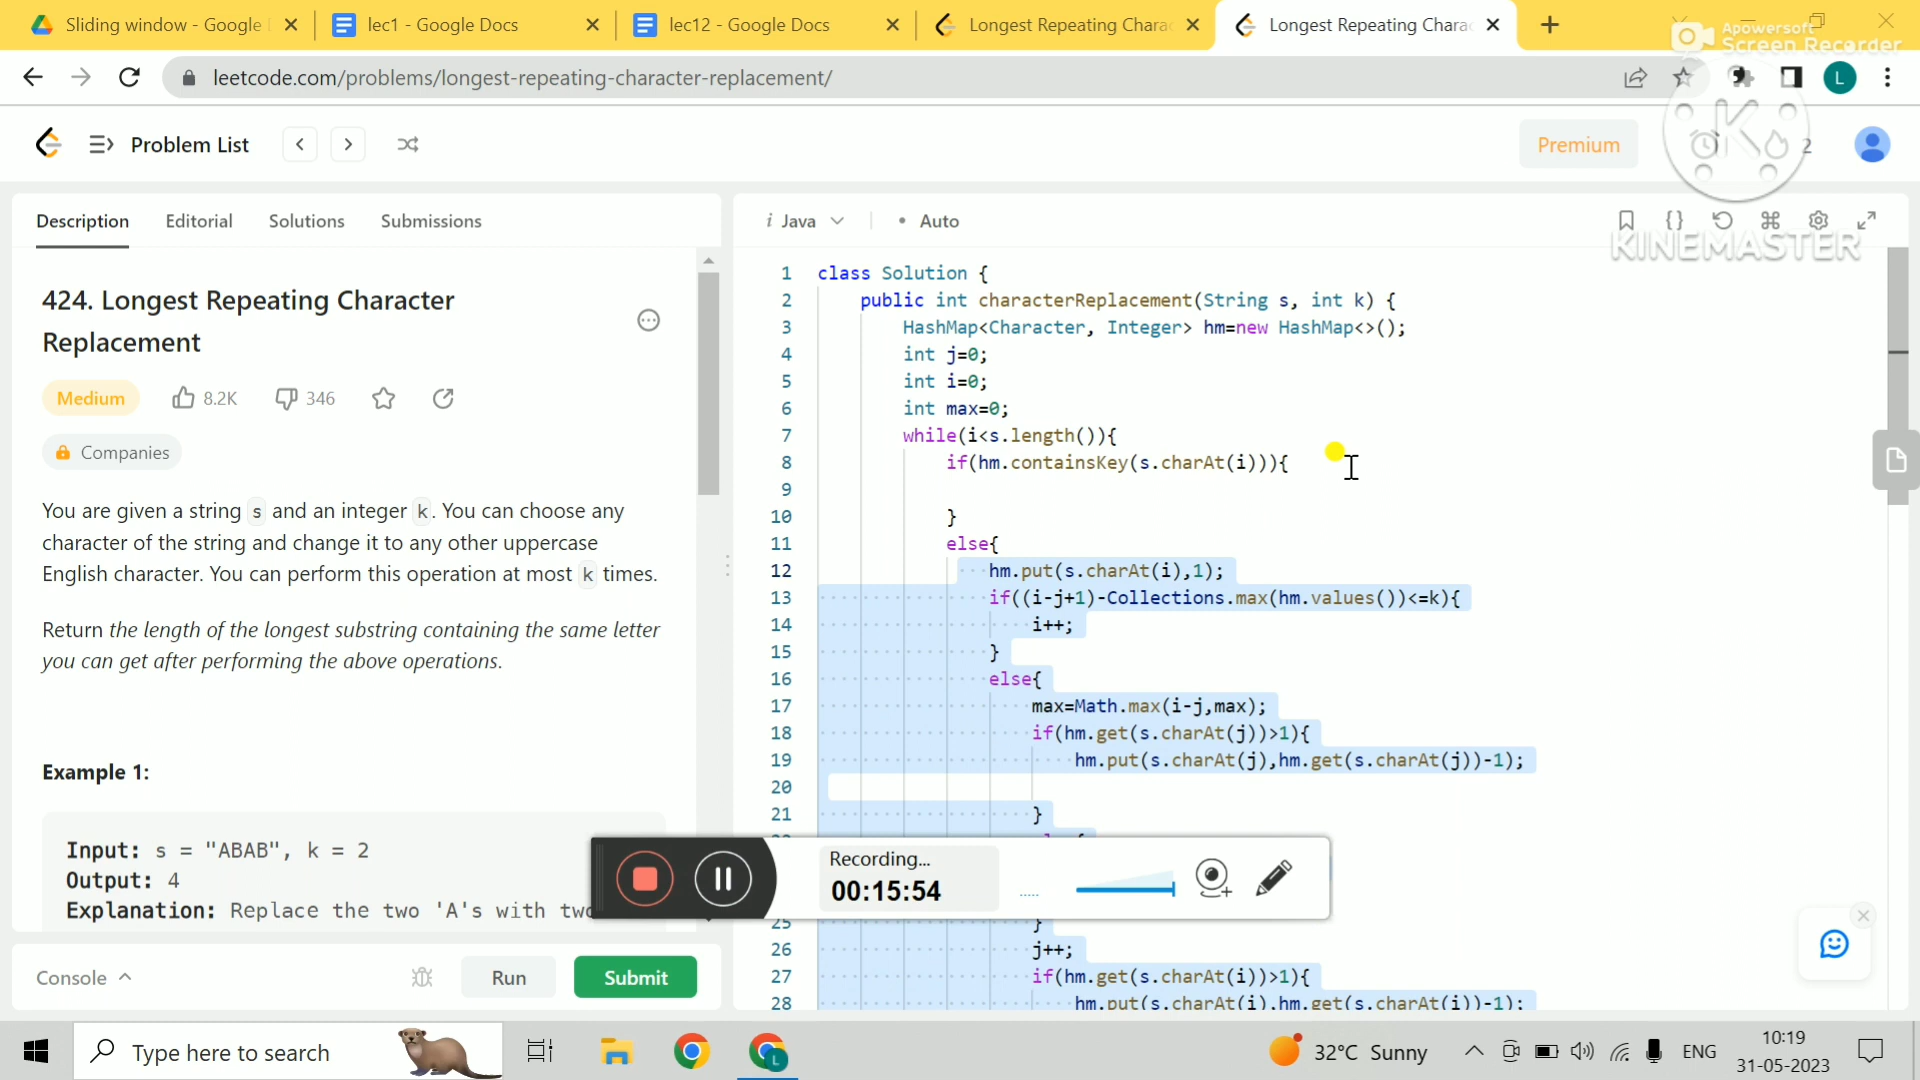 Sliding window - Google D
lec1 - Google Docs
lec12 - Google Docs
Longest Repeating Charac
Longest Repeating Charac
Apowersoft
Screen Recorder
leetcode.com/problems/longest-repeating-character-replacement/
L
Problem List
Premium
2
K
KINEMASTER
Description
Editorial
Solutions
Submissions
424. Longest Repeating Character
Replacement
Medium
8.2K
346
Companies
You are given a string s and an integer k. You can choose any
character of the string and change it to any other uppercase
English character. You can perform this operation at most k times.
Return the length of the longest substring containing the same letter
you can get after performing the above operations.
Example 1:
Input: s = "ABAB", k = 2
Output: 4
Explanation: Replace the two 'A's with two
Console
Run
Submit
i Java
• Auto
1 class Solution {
2 public int characterReplacement(String s, int k) {
3 HashMap<Character, Integer> hm=new HashMap<>();
4 int j=0;
5 int i=0;
6 int max=0;
7 while(i<s.length()){
8 if(hm.containsKey(s.charAt(i))){
9
10 }
11 else{
12 hm.put(s.charAt(i),1);
13 if((i-j+1)-Collections.max(hm.values())<=k){
14 i++;
15 }
16 else{
17 max=Math.max(i-j,max);
18 if(hm.get(s.charAt(j))>1){
19 hm.put(s.charAt(j),hm.get(s.charAt(j))-1);
20
21 }
25 }
26 j++;
27 if(hm.get(s.charAt(i))>1){
28 hm.put(s.charAt(i),hm.get(s.charAt(i))-1);
Recording...
00:15:54
Type here to search
L
32°C Sunny
ENG
10:19
31-05-2023